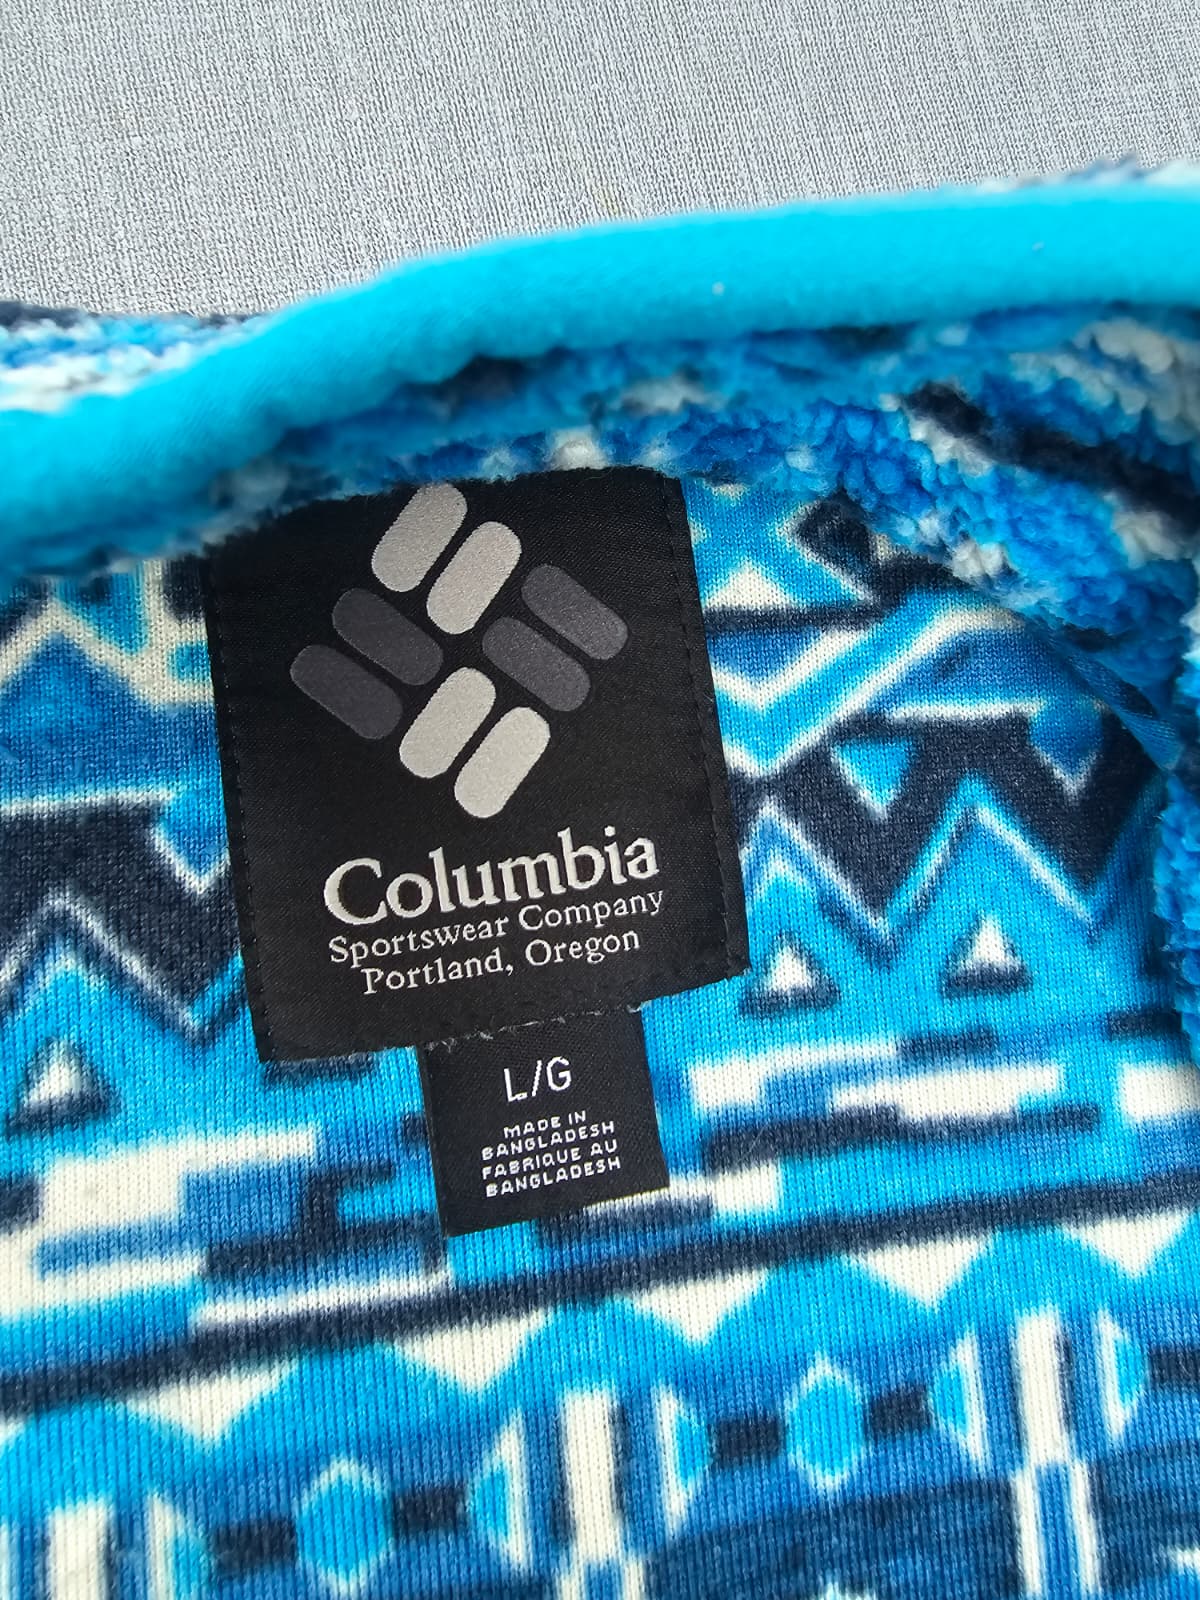 Columbia
Sportswear Company
Portland, Oregon
L/G
MADE IN
BANGLADESH
FABRIQUE AU
BANGLADESH